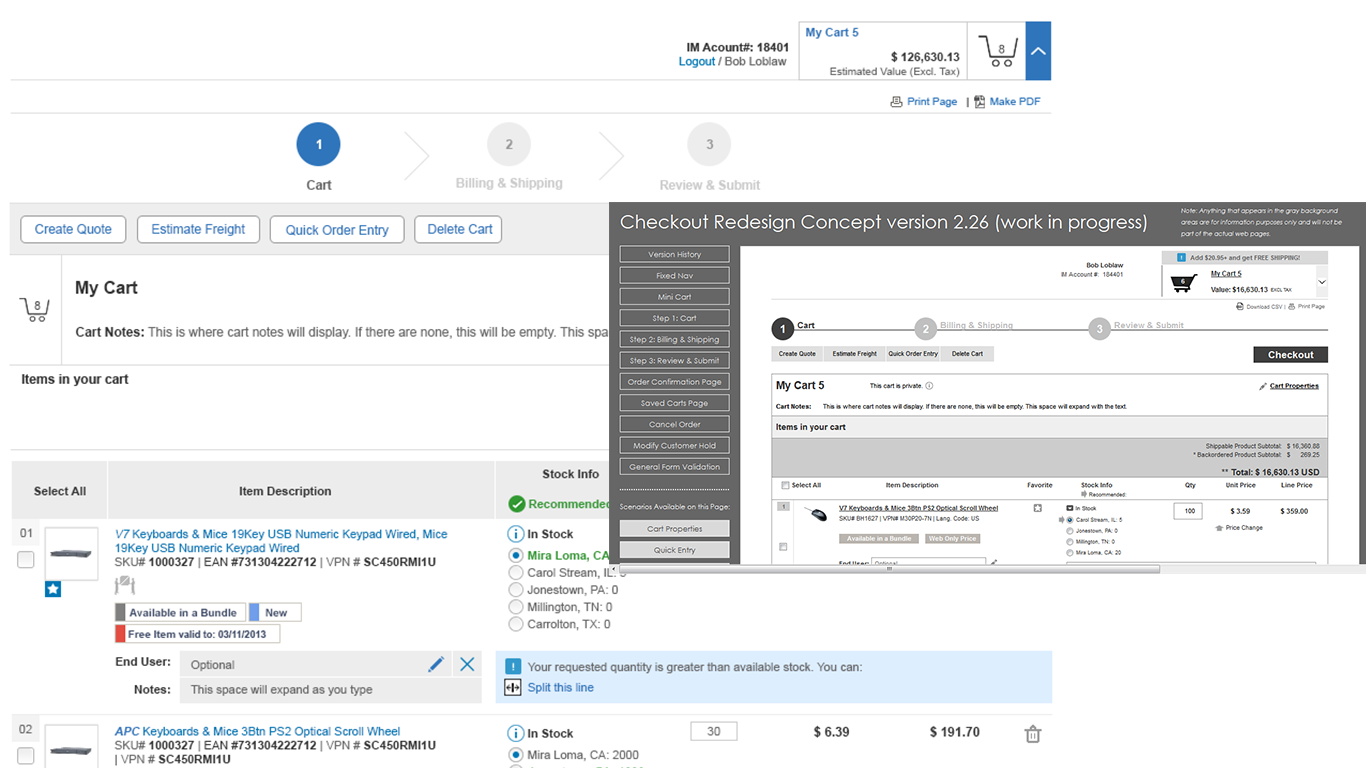 My Cart 5
IM Acount#: 18401
$ 126,630.13
8
Logout / Bob Loblaw
Estimated Value (Excl. Tax)
Print Page | Make PDF
1
2
3
Cart
Billing & Shipping
Review & Submit
Create Quote
Estimate Freight
Quick Order Entry
Delete Cart
8
My Cart
Cart Notes: This is where cart notes will display. If there are none, this will be empty. This spa
Items in your cart
Select All
Item Description
Stock Info
Recommended
01
V7 Keyboards & Mice 19Key USB Numeric Keypad Wired, Mice
19Key USB Numeric Keypad Wired
SKU# 1000327 | EAN #731304222712 | VPN # SC450RMI1U
Available in a Bundle
New
Free Item valid to: 03/11/2013
In Stock
Mira Loma, CA
Carol Stream, IL:
Jonestown, PA: 0
Millington, TN: 0
Carrolton, TX: 0
End User:
Optional
Notes:
This space will expand as you type
Your requested quantity is greater than available stock. You can:
Split this line
02
APC Keyboards & Mice 3Btn PS2 Optical Scroll Wheel
SKU# 1000327 | EAN #731304222712 | VPN # SC450RMI1U
| VPN # SC450RMI1U
In Stock
Mira Loma, CA: 2000
30
$ 6.39
$ 191.70
Checkout Redesign Concept version 2.26 (work in progress)
Note: Anything that appears in the gray background
areas are for information purposes only and will not be
part of the actual web pages.
Version History
Fixed Nav
Mini Cart
Step 1: Cart
Step 2: Billing & Shipping
Step 3: Review & Submit
Order Confirmation Page
Saved Carts Page
Cancel Order
Modify Customer Hold
General Form Validation
Scenarios Available on this Page:
Cart Properties
Quick Entry
Add $20.95+ and get FREE SHIPPING!
Bob Loblaw
IM Account #: 184401
6
My Cart 5
Value: $16,630.13 EXCL TAX
Download CSV | Print Page
1
Cart
2
Billing & Shipping
3
Review & Submit
Create Quote
Estimate Freight
Quick Order Entry
Delete Cart
Checkout
My Cart 5
This cart is private.
Cart Properties
Cart Notes:
This is where cart notes will display. If there are none, this will be empty. This space will expand with the text.
Items in your cart
Shippable Product Subtotal: $ 16,360.88
* Backordered Product Subtotal: $ 269.25
** Total: $ 16,630.13 USD
Select All
Item Description
Favorite
Stock Info
Recommended:
Qty
Unit Price
Line Price
1
V7 Keyboards & Mice 3Btn PS2 Optical Scroll Wheel
SKU# BH1627 | VPN# M30P20-7N | Lang. Code: US
Available in a Bundle
Web Only Price
In Stock
Carol Stream, IL: 5
Jonestown, PA: 0
Millington, TN: 0
Mira Loma, CA: 20
100
$ 3.59
$ 359.00
Price Change
End User:
Optional